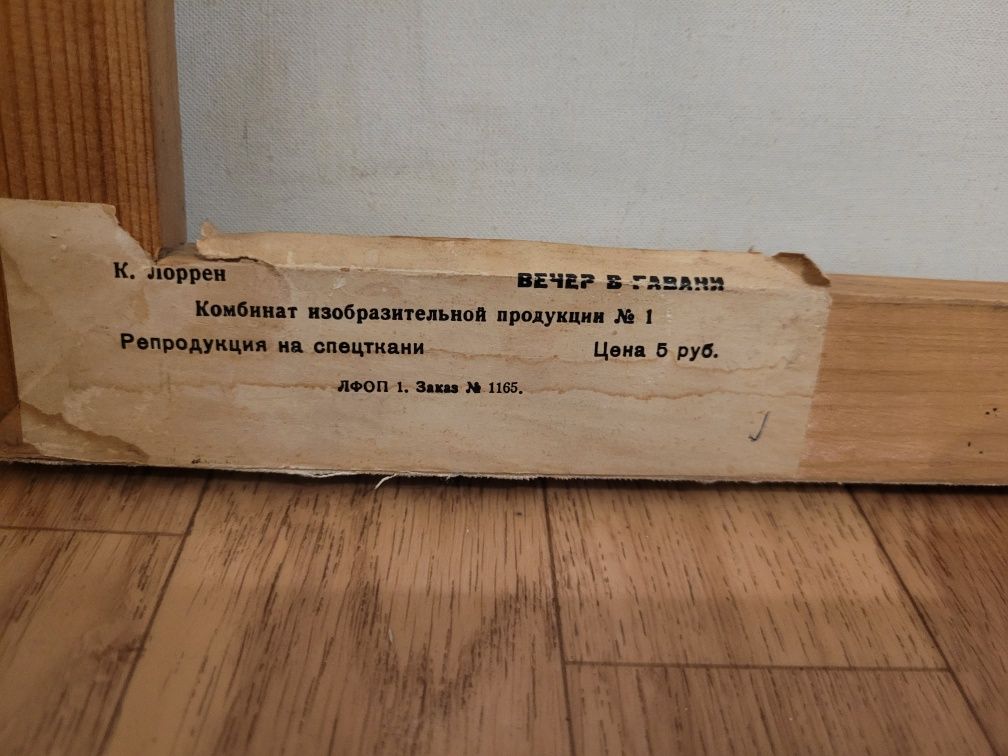 К. Лоррен ВЕЧЕР В ГАВАНИ
Комбинат изобразительной продукции № 1
Репродукция на спецткани Цена 5 руб.
ЛФОП 1. Заказ № 1165.